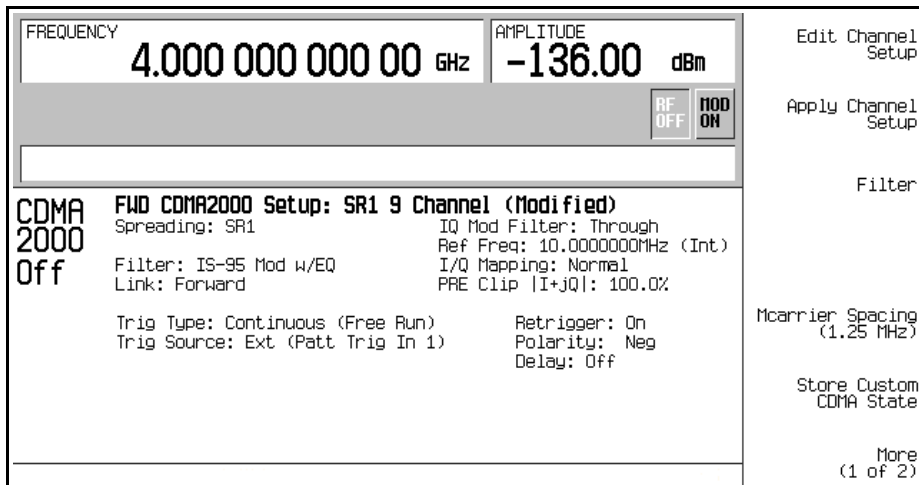 FREQUENCY
4.000 000 000 00 GHz
AMPLITUDE
-136.00 dBm
RF OFF
MOD ON
CDMA 2000 Off
FWD CDMA2000 Setup: SR1 9 Channel (Modified)
Spreading: SR1
IQ Mod Filter: Through
Ref Freq: 10.0000000MHz (Int)
Filter: IS-95 Mod w/EQ
I/Q Mapping: Normal
Link: Forward
PRE Clip |I+jQ|: 100.0%
Trig Type: Continuous (Free Run)
Retrigger: On
Trig Source: Ext (Patt Trig In 1)
Polarity: Neg
Delay: Off
Edit Channel
Setup
Apply Channel
Setup
Filter
Mcarrier Spacing
(1.25 MHz)
Store Custom
CDMA State
More
(1 of 2)